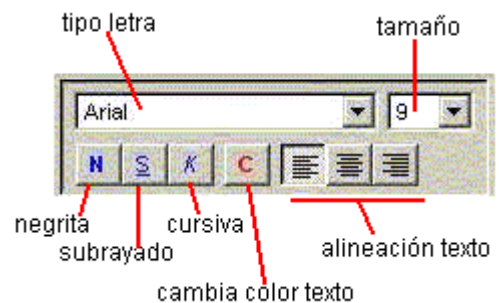 tipo letra
tamaño
Arial
9
N S K C
negrita
cursiva
subrayado
alineación texto
cambia color texto